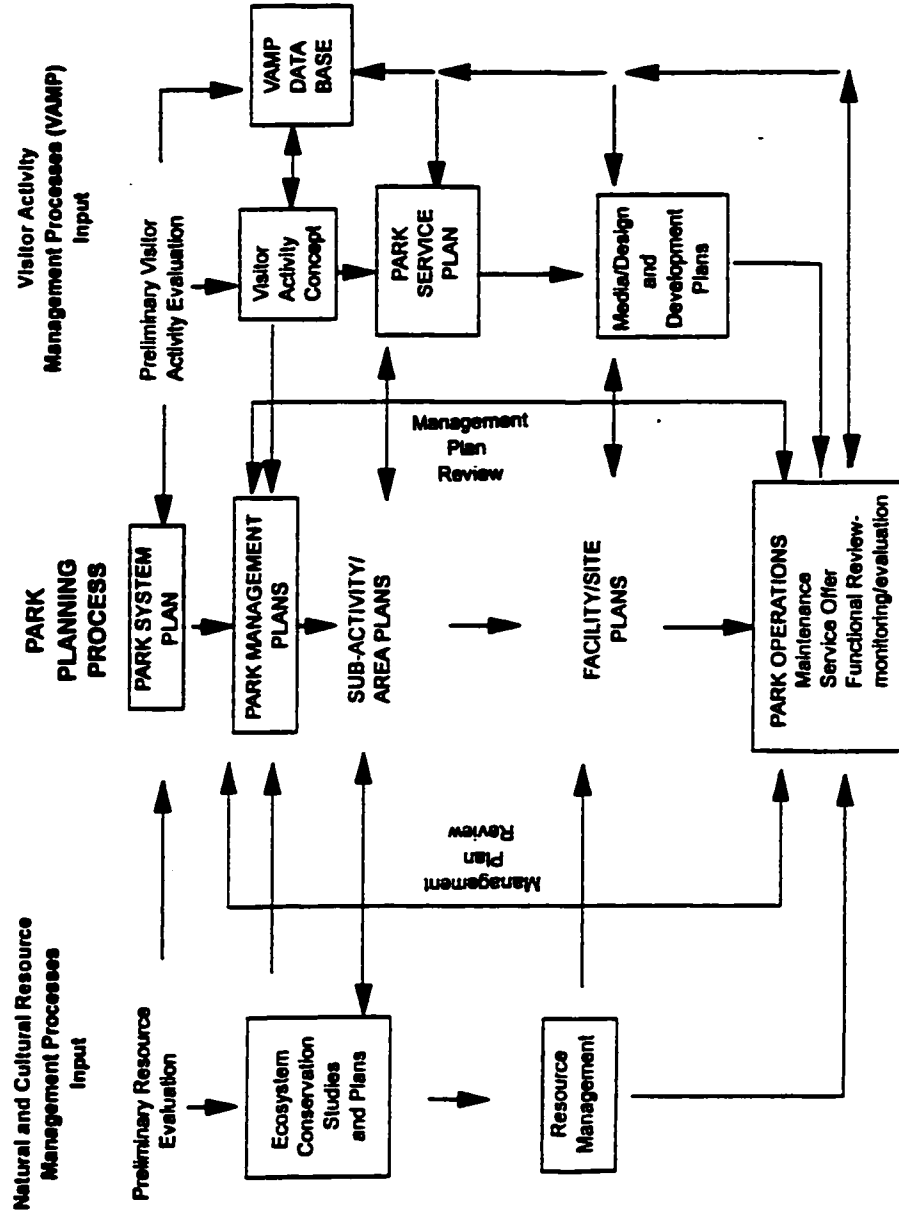 Natural and Cultural Resource
Management Processes
Input
PARK
PLANNING
PROCESS
Visitor Activity
Management Processes (VAMP)
Input
Preliminary Resource
Evaluation
PARK SYSTEM
PLAN
Preliminary Visitor
Activity Evaluation
Ecosystem
Conservation
Studies
and Plans
PARK MANAGEMENT
PLANS
Visitor
Activity
Concept
VAMP
DATA
BASE
Management
Plan
Review
SUB-ACTIVITY/
AREA PLANS
Management
Plan
Review
PARK
SERVICE
PLAN
Resource
Management
FACILITY/SITE
PLANS
Media/Design
and
Development
Plans
PARK OPERATIONS
Maintenance
Service Offer
Functional Review-
monitoring/evaluation